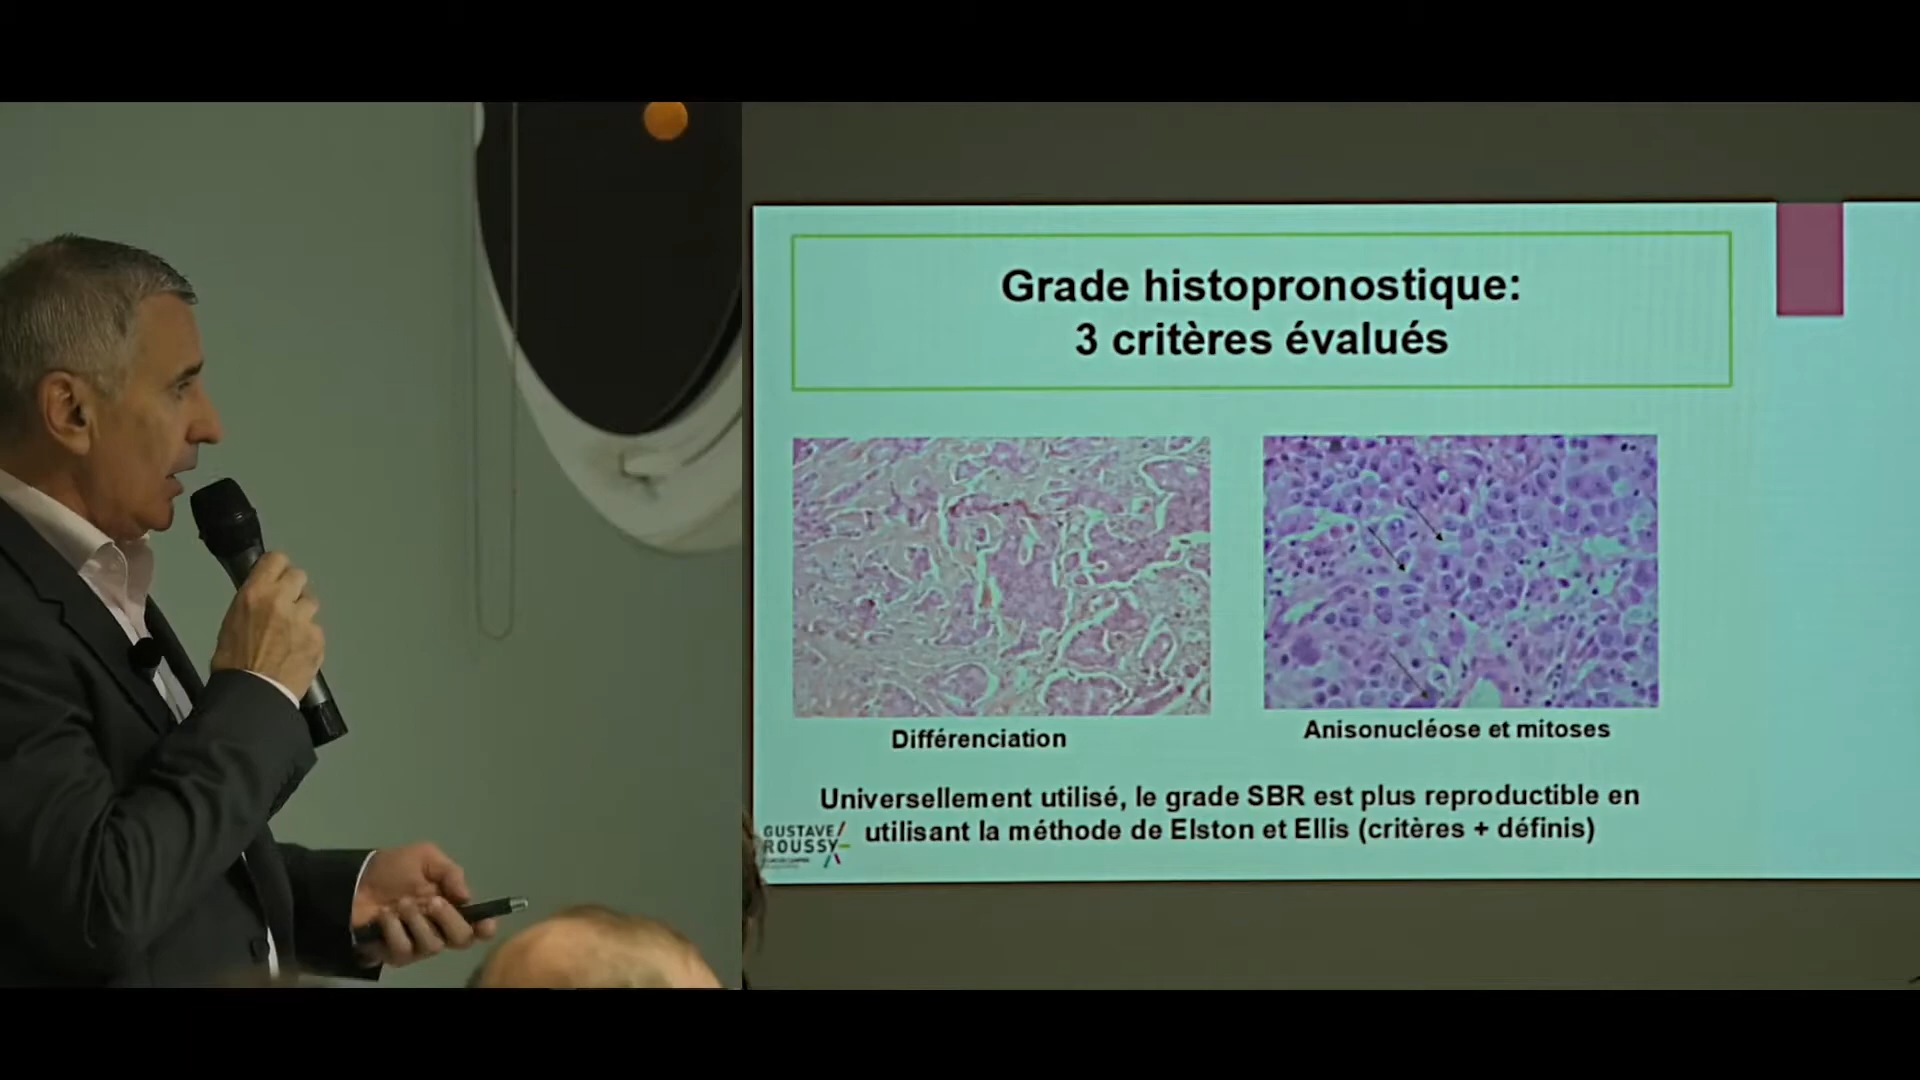 Grade histopronostique:
3 critères évalués
Différenciation
Anisonucléose et mitoses
Universellement utilisé, le grade SBR est plus reproductible en
utilisant la méthode de Elston et Ellis (critères + définis)
GUSTAVE/
ROUSSY